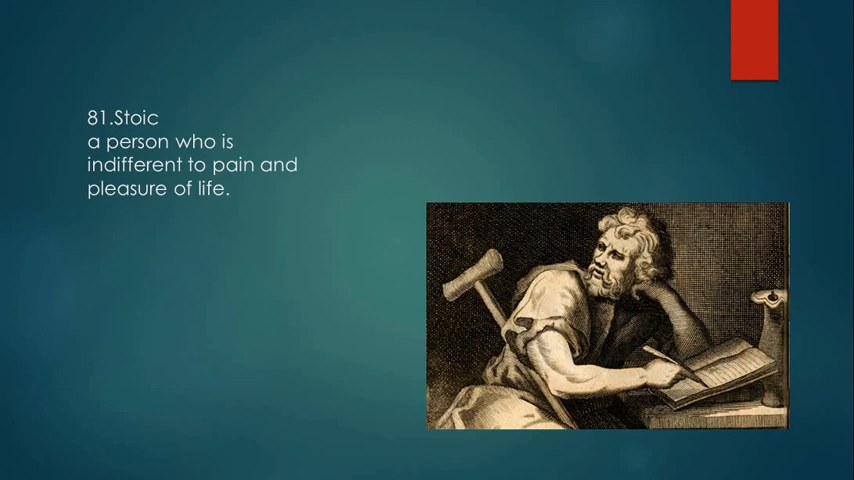 81.Stoic
a person who is
indifferent to pain and
pleasure of life.